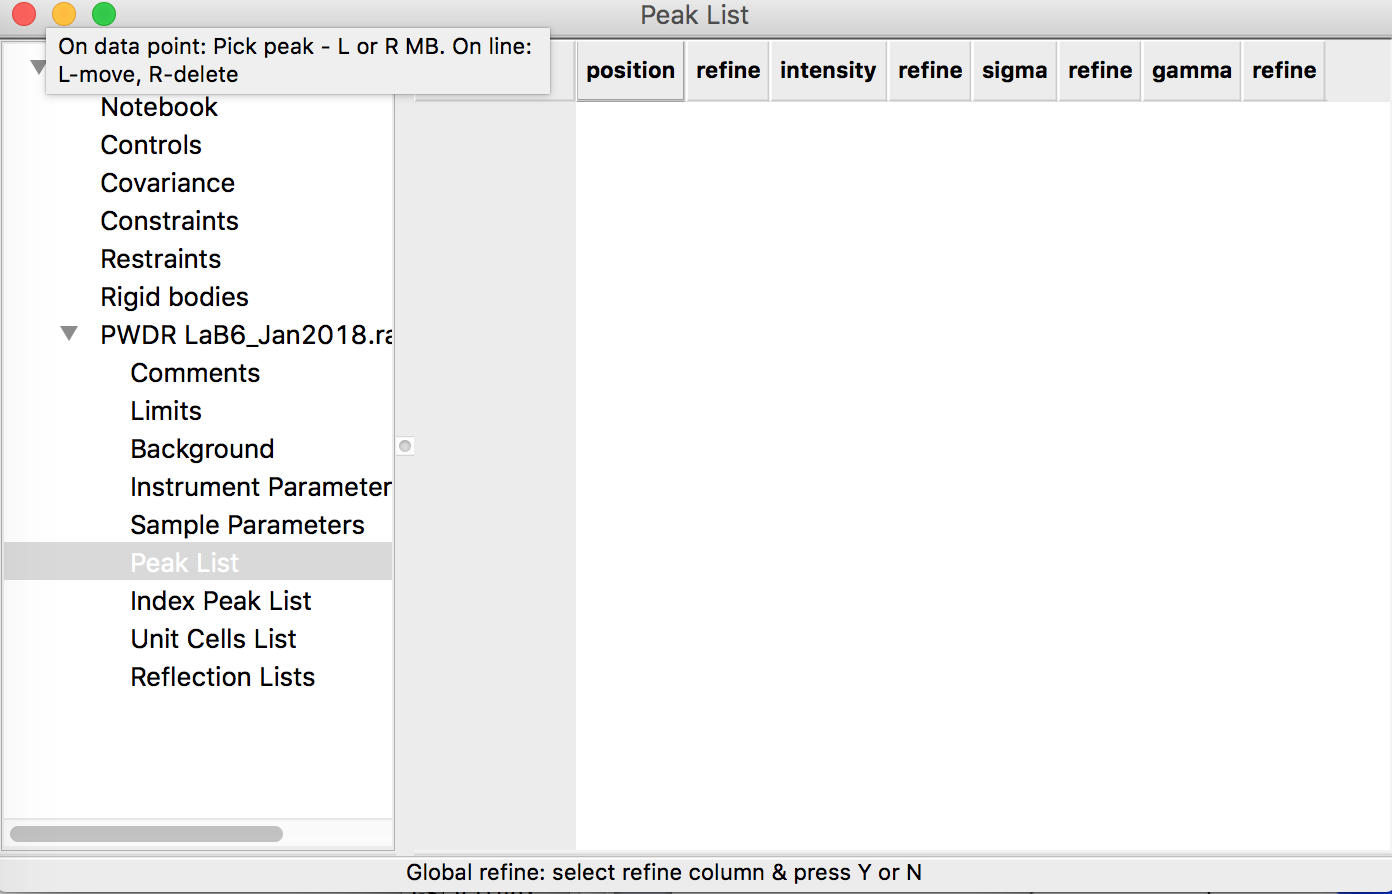 Peak List
On data point: Pick peak - L or R MB. On line:
L-move, R-delete
position refine intensity refine sigma refine gamma refine
Notebook
Controls
Covariance
Constraints
Restraints
Rigid bodies
PWDR LaB6_Jan2018.ra
Comments
Limits
Background
Instrument Parameter
Sample Parameters
Peak List
Index Peak List
Unit Cells List
Reflection Lists
Global refine: select refine column & press Y or N